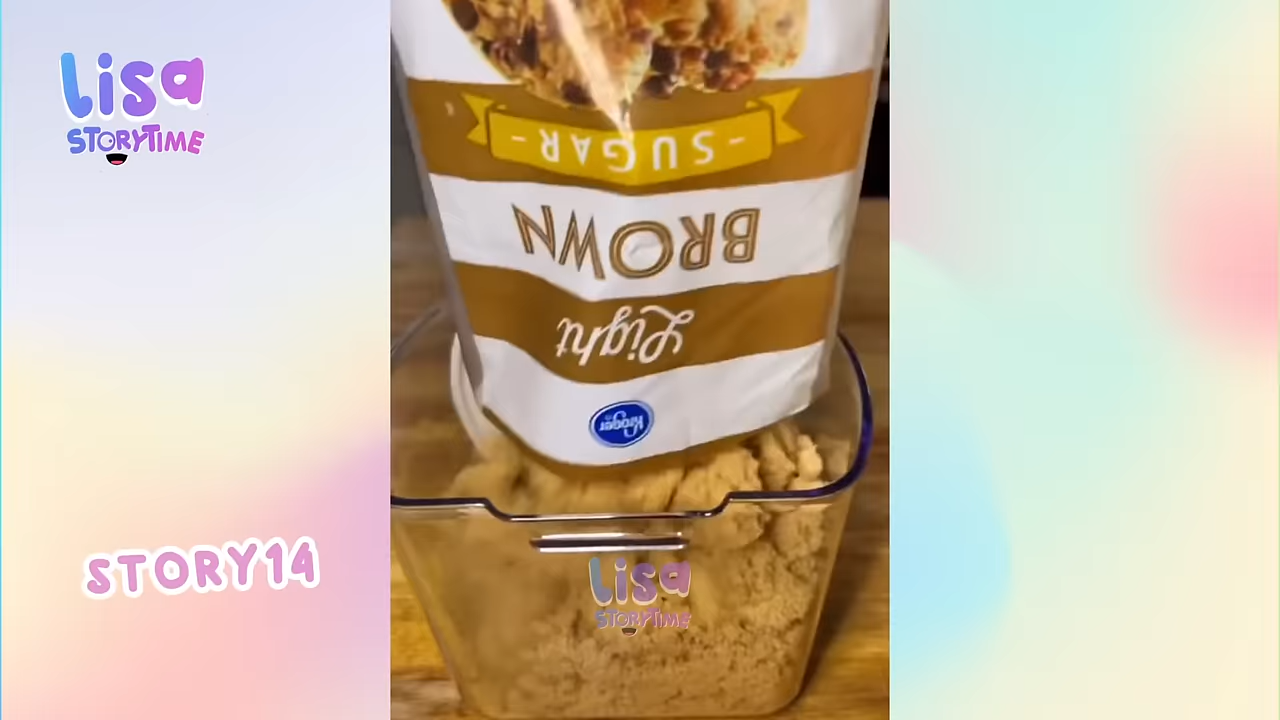 Lisa
STORYTIME
SUGAR
BROWN
Light
Kroger
Lisa
STORYTIME
STORY14